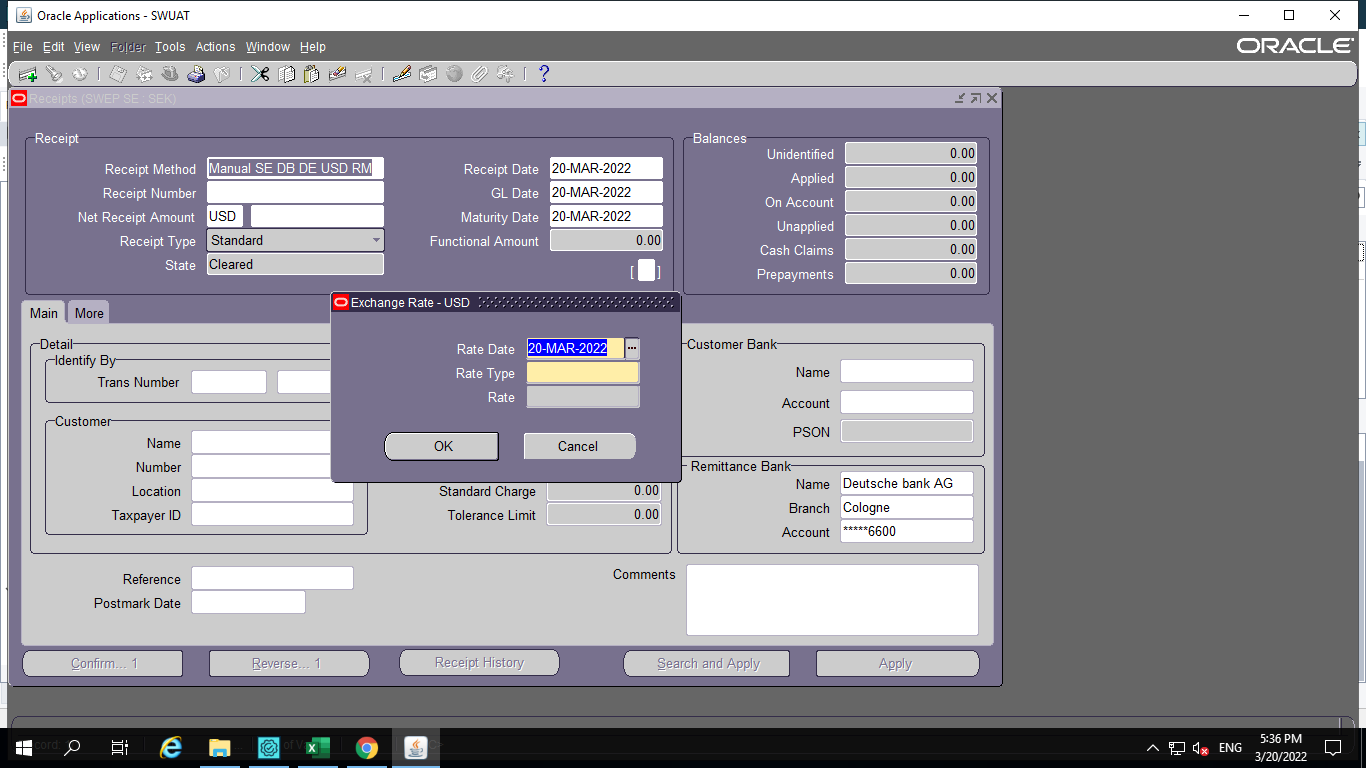 Oracle Applications - SWUAT
File Edit View Folder Tools Actions Window Help
ORACLE
Receipts (SWEP SE : SEK)
Receipt
Receipt Method Manual SE DB DE USD RM
Receipt Number
Net Receipt Amount USD
Receipt Type Standard
State Cleared
Receipt Date 20-MAR-2022
GL Date 20-MAR-2022
Maturity Date 20-MAR-2022
Functional Amount 0.00
[ ]
Balances
Unidentified 0.00
Applied 0.00
On Account 0.00
Unapplied 0.00
Cash Claims 0.00
Prepayments 0.00
Main More
Detail
Identify By
Trans Number
Customer
Name
Number
Location
Taxpayer ID
Exchange Rate - USD
Rate Date 20-MAR-2022 ...
Rate Type
Rate
OK Cancel
Standard Charge 0.00
Tolerance Limit 0.00
Customer Bank
Name
Account
PSON
Remittance Bank
Name Deutsche bank AG
Branch Cologne
Account *****6600
Reference
Postmark Date
Comments
Confirm... 1 Reverse... 1 Receipt History Search and Apply Apply
ENG
5:36 PM
3/20/2022